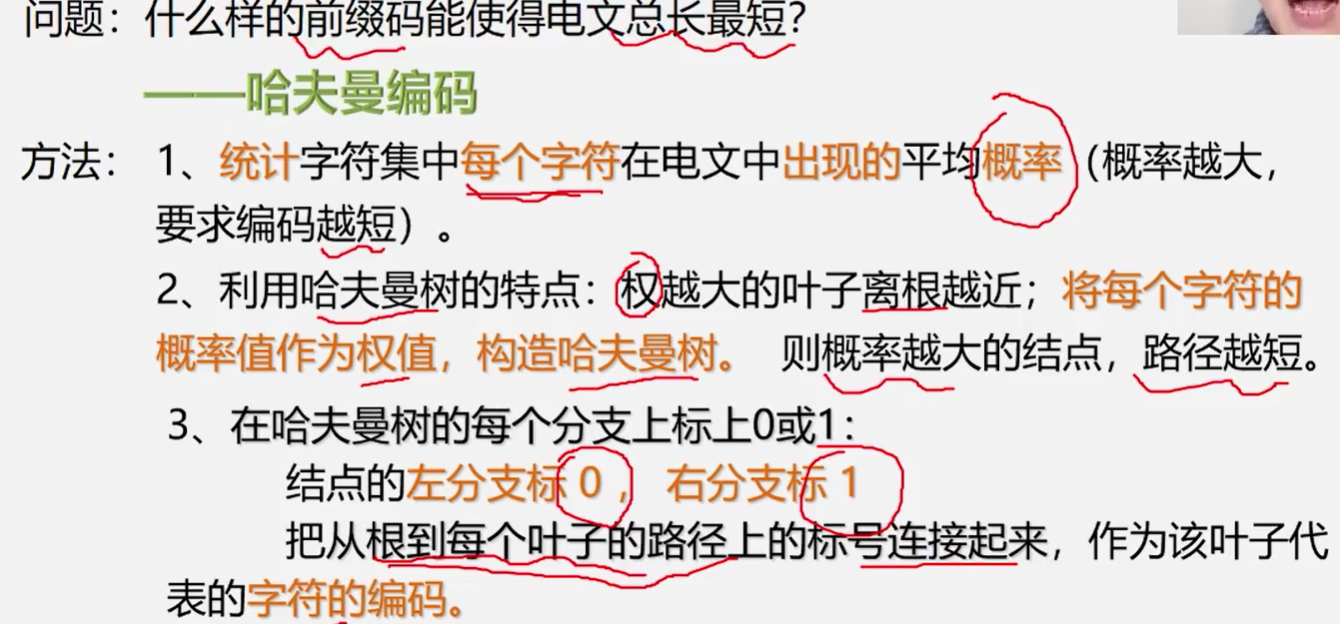 问题：什么样的前缀码能使得电文总长最短？
——哈夫曼编码
方法： 1、统计字符集中每个字符在电文中出现的平均概率（概率越大，
要求编码越短）。
2、利用哈夫曼树的特点：权越大的叶子离根越近；将每个字符的
概率值作为权值，构造哈夫曼树。 则概率越大的结点，路径越短。
3、在哈夫曼树的每个分支上标上0或1：
结点的左分支标 0 ， 右分支标 1
把从根到每个叶子的路径上的标号连接起来，作为该叶子代
表的字符的编码。